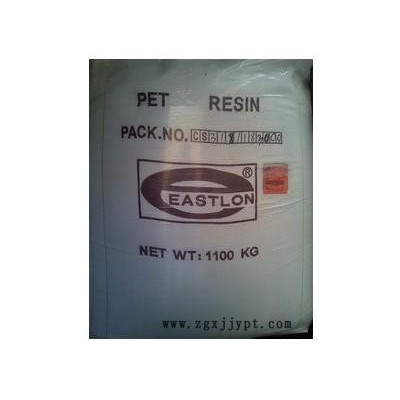 PET RESIN
PACK.NO.
®
EASTLON
NET WT: 1100 KG
www.zgxjjypt.com